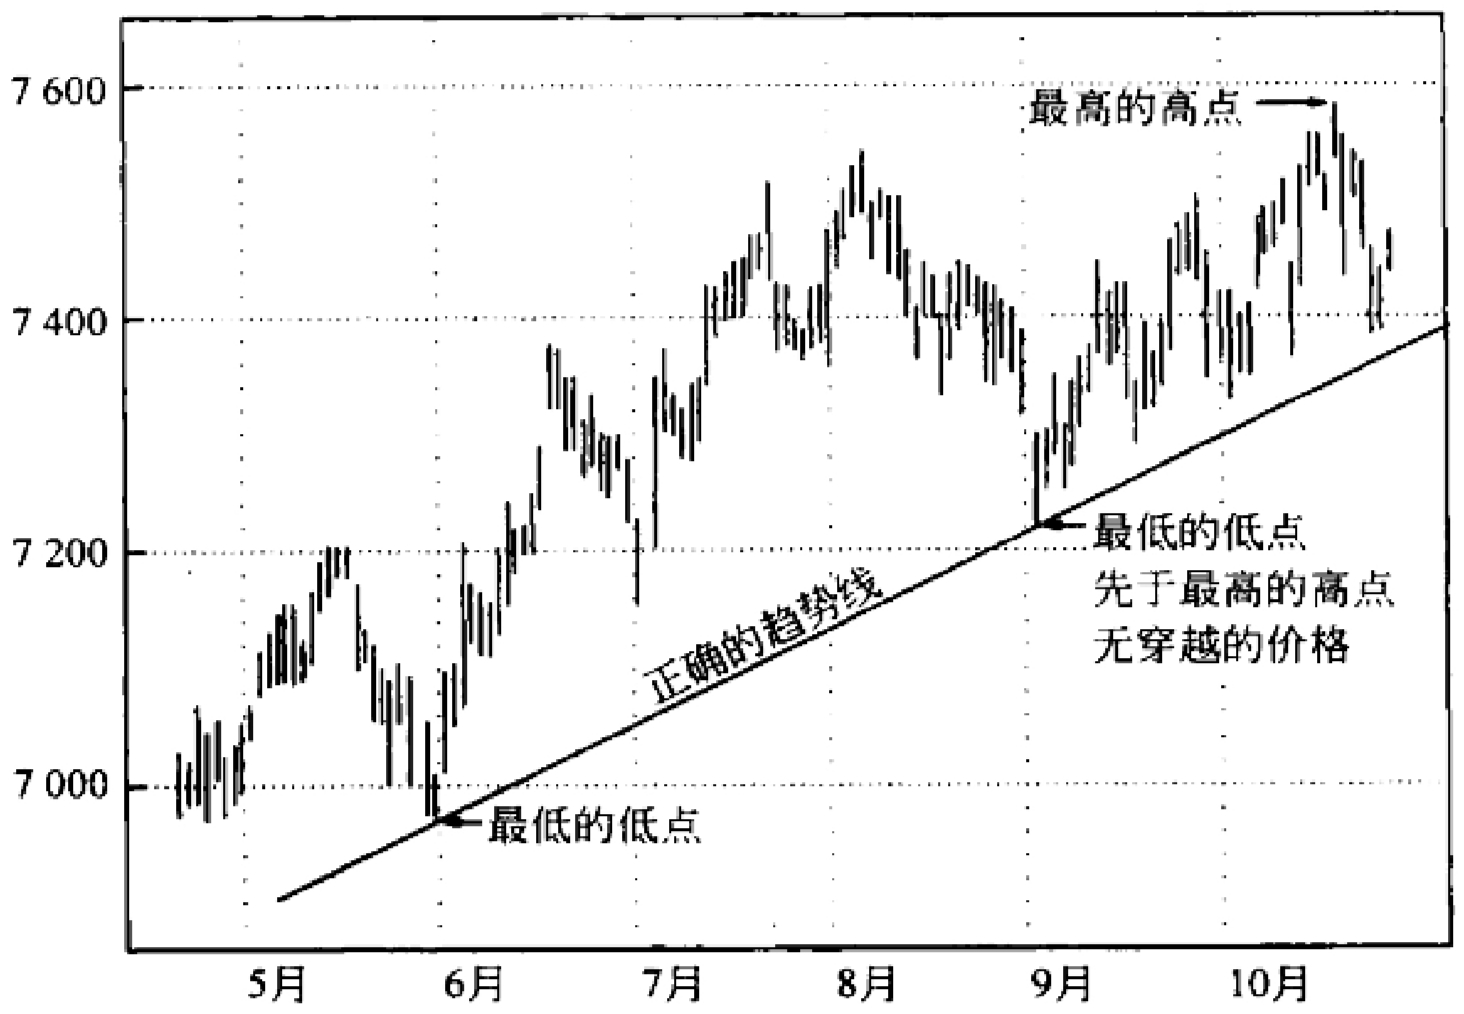 7 600
最高的高点
7 400
7 200
最低的低点
先于最高的高点
无穿越的价格
正确的趋势线
7 000
最低的低点
5月 6月 7月 8月 9月 10月